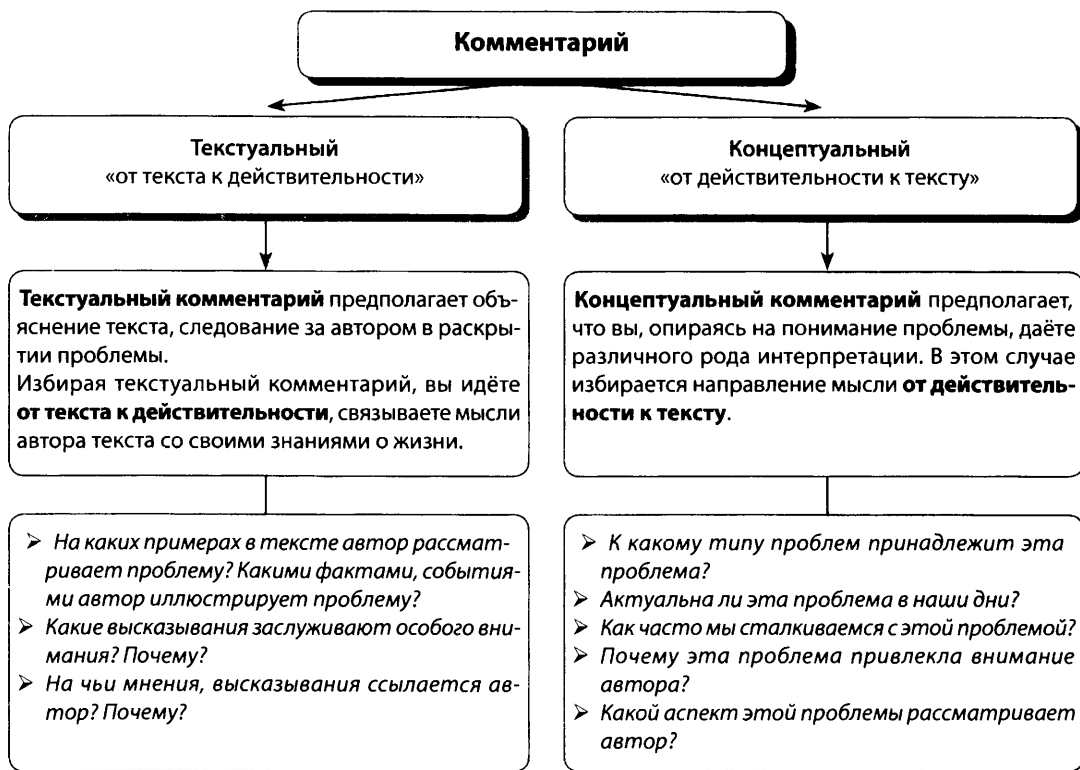 Комментарий
Текстуальный
«от текста к действительности»
Концептуальный
«от действительности к тексту»
Текстуальный комментарий предполагает объ-
яснение текста, следование за автором в раскры-
тии проблемы.
Избирая текстуальный комментарий, вы идёте
от текста к действительности, связываете мысли
автора текста со своими знаниями о жизни.
Концептуальный комментарий предполагает,
что вы, опираясь на понимание проблемы, даёте
различного рода интерпретации. В этом случае
избирается направление мысли от действитель-
ности к тексту.
➢ На каких примерах в тексте автор рассмат-
ривает проблему? Какими фактами, события-
ми автор иллюстрирует проблему?
➢ Какие высказывания заслуживают особого вни-
мания? Почему?
➢ На чьи мнения, высказывания ссылается ав-
тор? Почему?
➢ К какому типу проблем принадлежит эта
проблема?
➢ Актуальна ли эта проблема в наши дни?
➢ Как часто мы сталкиваемся с этой проблемой?
➢ Почему эта проблема привлекла внимание
автора?
➢ Какой аспект этой проблемы рассматривает
автор?